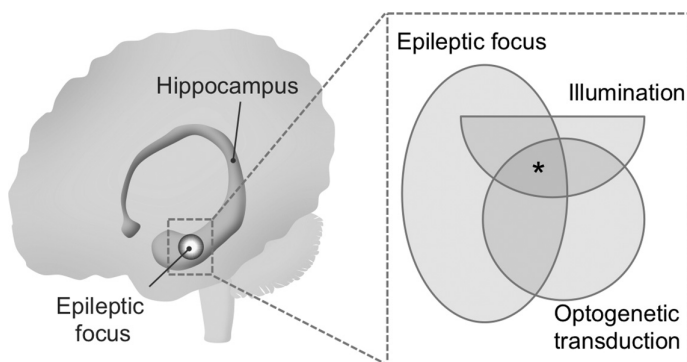 Hippocampus
Epileptic
focus
Epileptic focus
Illumination
*
Optogenetic
transduction